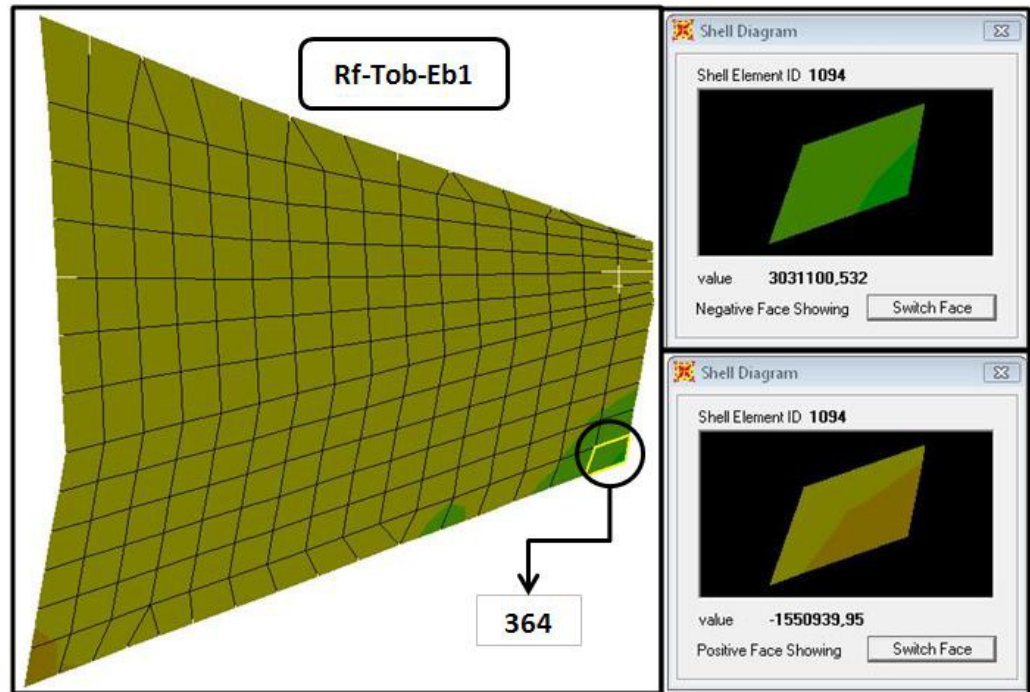 Rf-Tob-Eb1
364
Shell Diagram
Shell Element ID 1094
value 3031100,532
Negative Face Showing Switch Face
Shell Diagram
Shell Element ID 1094
value -1550939,95
Positive Face Showing Switch Face